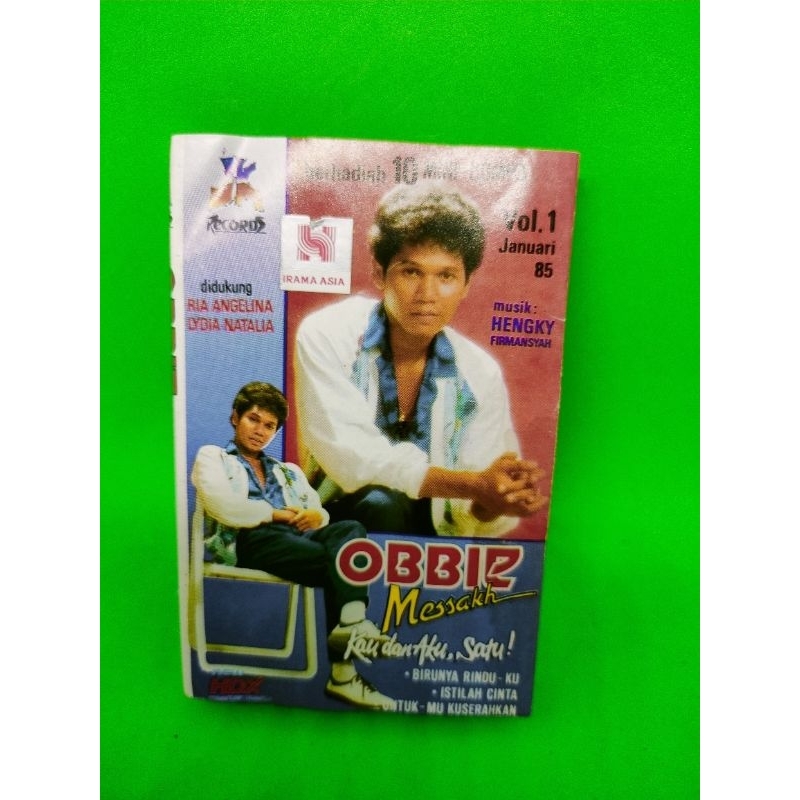 berhadiah 10
RECORDS
IRAMA ASIA
Vol.1
Januari
85
didukung
RIA ANGELINA
LYDIA NATALIA
musik:
HENGKY
FIRMANSYAH
OBBIE
Messakh
Kau dan Aku, Satu!
• BIRUNYA RINDU-KU
• ISTILAH CINTA
UNTUK-MU KUSERAHKAN